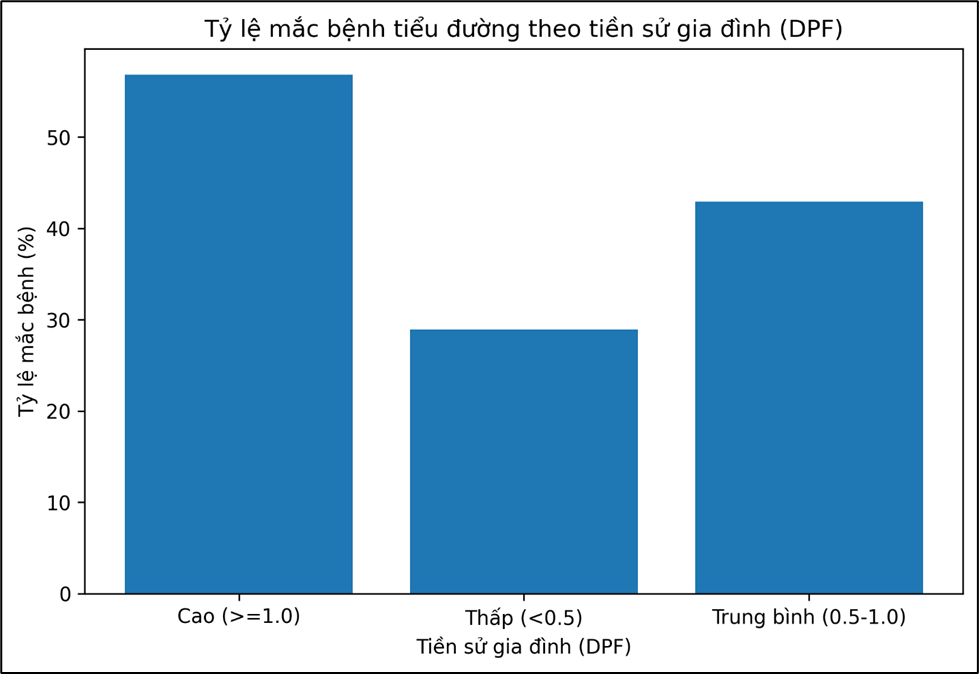 Tỷ lệ mắc bệnh tiểu đường theo tiền sử gia đình (DPF)
Tỷ lệ mắc bệnh (%)
50
40
30
20
10
0
Cao (>=1.0)
Thấp (<0.5)
Trung bình (0.5-1.0)
Tiền sử gia đình (DPF)